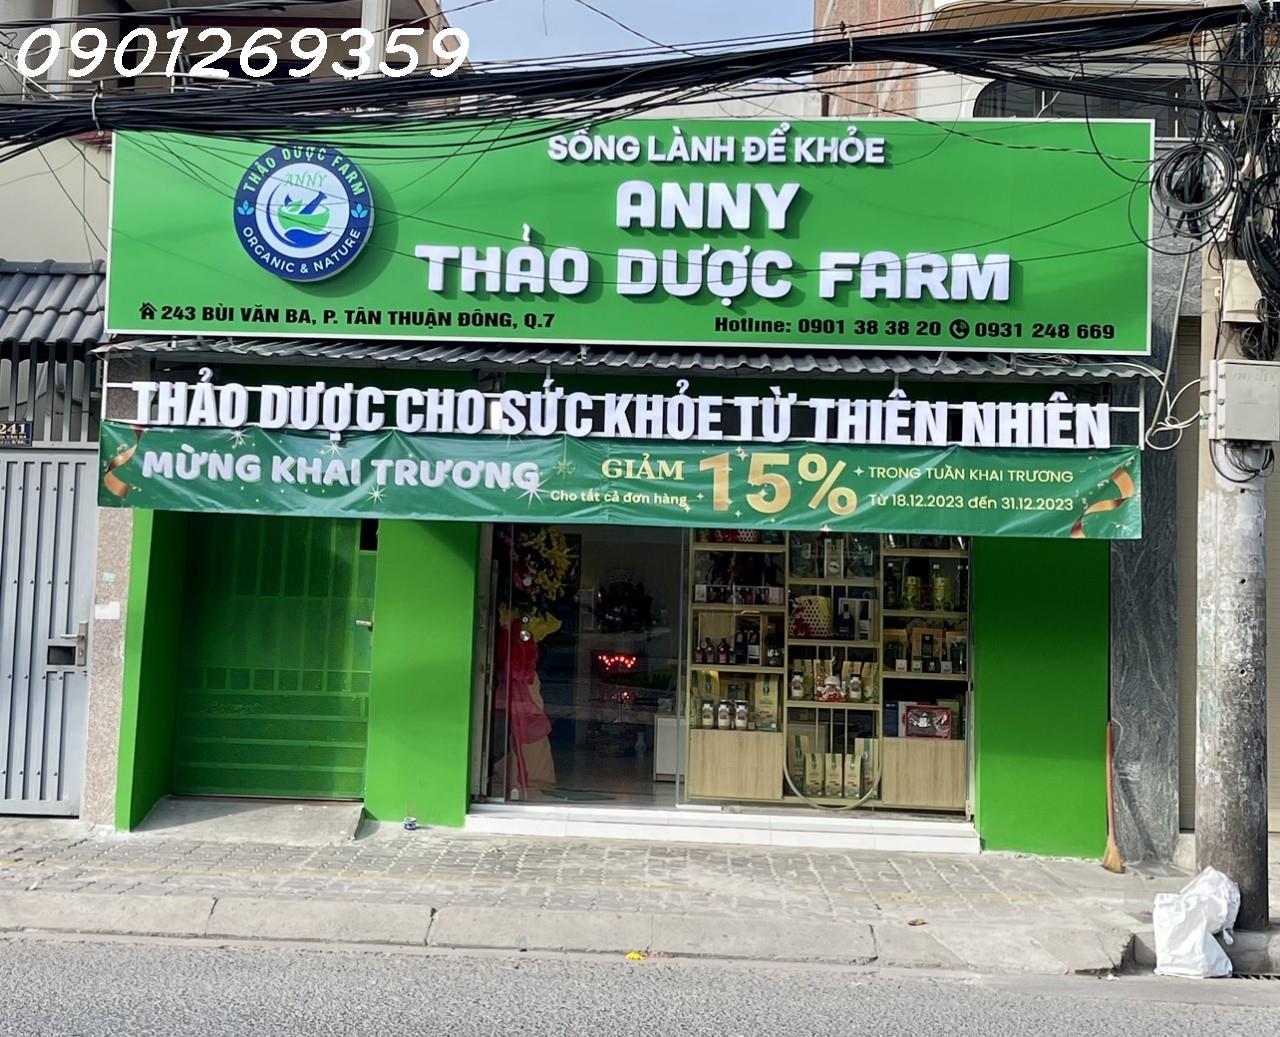 0901269359
SỐNG LÀNH ĐỂ KHỎE
ANNY
THẢO DƯỢC FARM
THẢO DƯỢC FARM
ANNY
ORGANIC & NATURE
243 BÙI VĂN BA, P. TÂN THUẬN ĐÔNG, Q.7
Hotline: 0901 38 38 20 0931 248 669
THẢO DƯỢC CHO SỨC KHỎE TỪ THIÊN NHIÊN
241
MỪNG KHAI TRƯƠNG
GIẢM 15%
Cho tất cả đơn hàng
TRONG TUẦN KHAI TRƯƠNG
Từ 18.12.2023 đến 31.12.2023